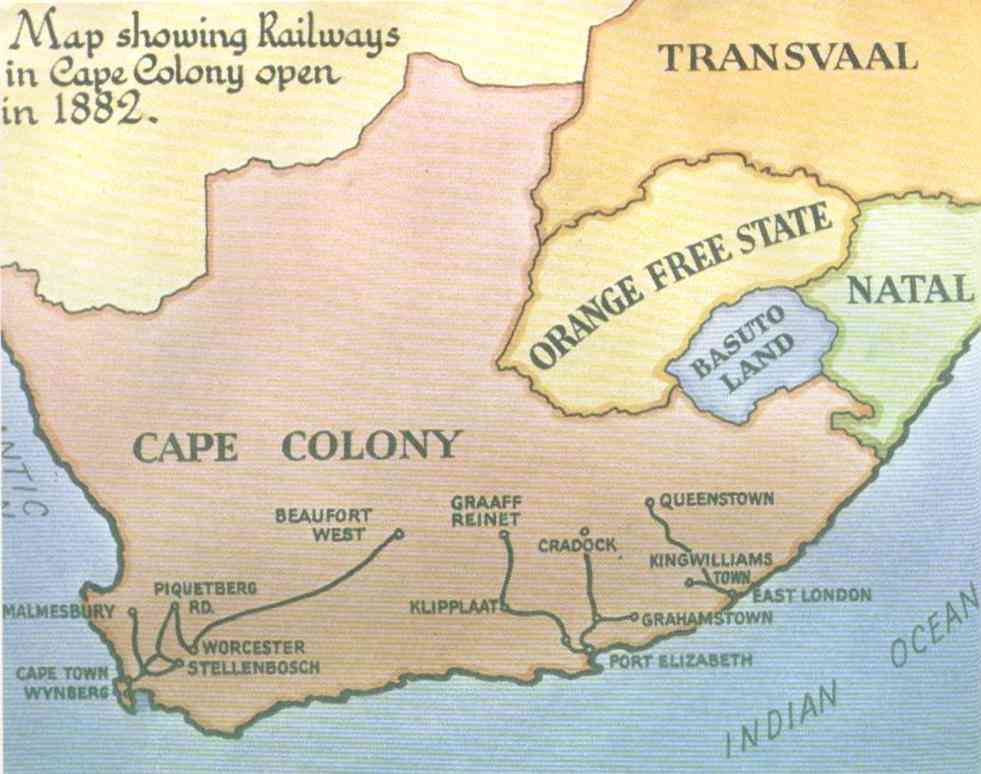 Map showing Railways
in Cape Colony open
in 1882.
TRANSVAAL
ORANGE FREE STATE
NATAL
BASUTO
LAND
CAPE COLONY
NTIC
BEAUFORT
WEST
GRAAFF
REINET
CRADOCK
QUEENSTOWN
KINGWILLIAMS
TOWN
EAST LONDON
PIQUETBERG
RD.
MALMESBURY
KLIPPLAAT
GRAHAMSTOWN
WORCESTER
STELLENBOSCH
CAPE TOWN
WYNBERG
PORT ELIZABETH
INDIAN OCEAN